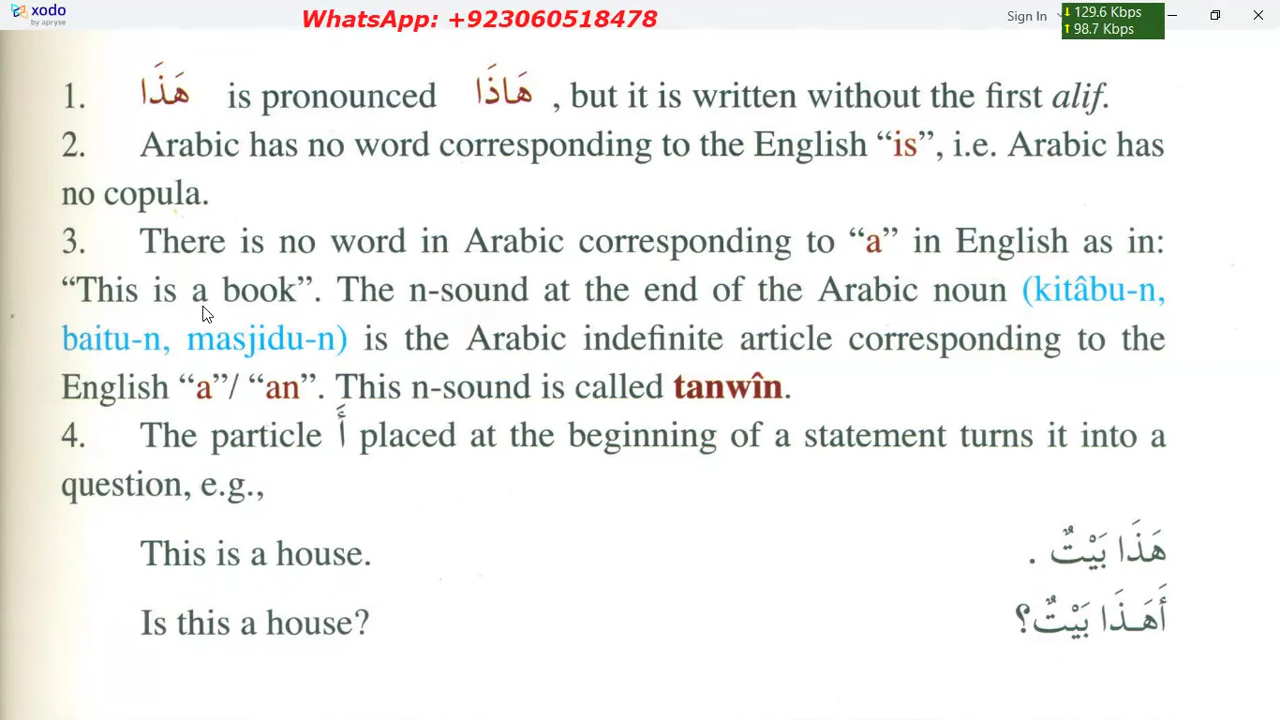 xodo
by apryse
WhatsApp: +923060518478
Sign In
↓ 129.6 Kbps
↑ 98.7 Kbps
1. هَذَا is pronounced هَاذَا , but it is written without the first alif.
2. Arabic has no word corresponding to the English “is”, i.e. Arabic has
no copula.
3. There is no word in Arabic corresponding to “a” in English as in:
“This is a book”. The n-sound at the end of the Arabic noun (kitâbu-n,
baitu-n, masjidu-n) is the Arabic indefinite article corresponding to the
English “a”/ “an”. This n-sound is called tanwîn.
4. The particle أَ placed at the beginning of a statement turns it into a
question, e.g.,
This is a house. هَذَا بَيْتٌ .
Is this a house? أَهَـذَا بَيْتٌ؟